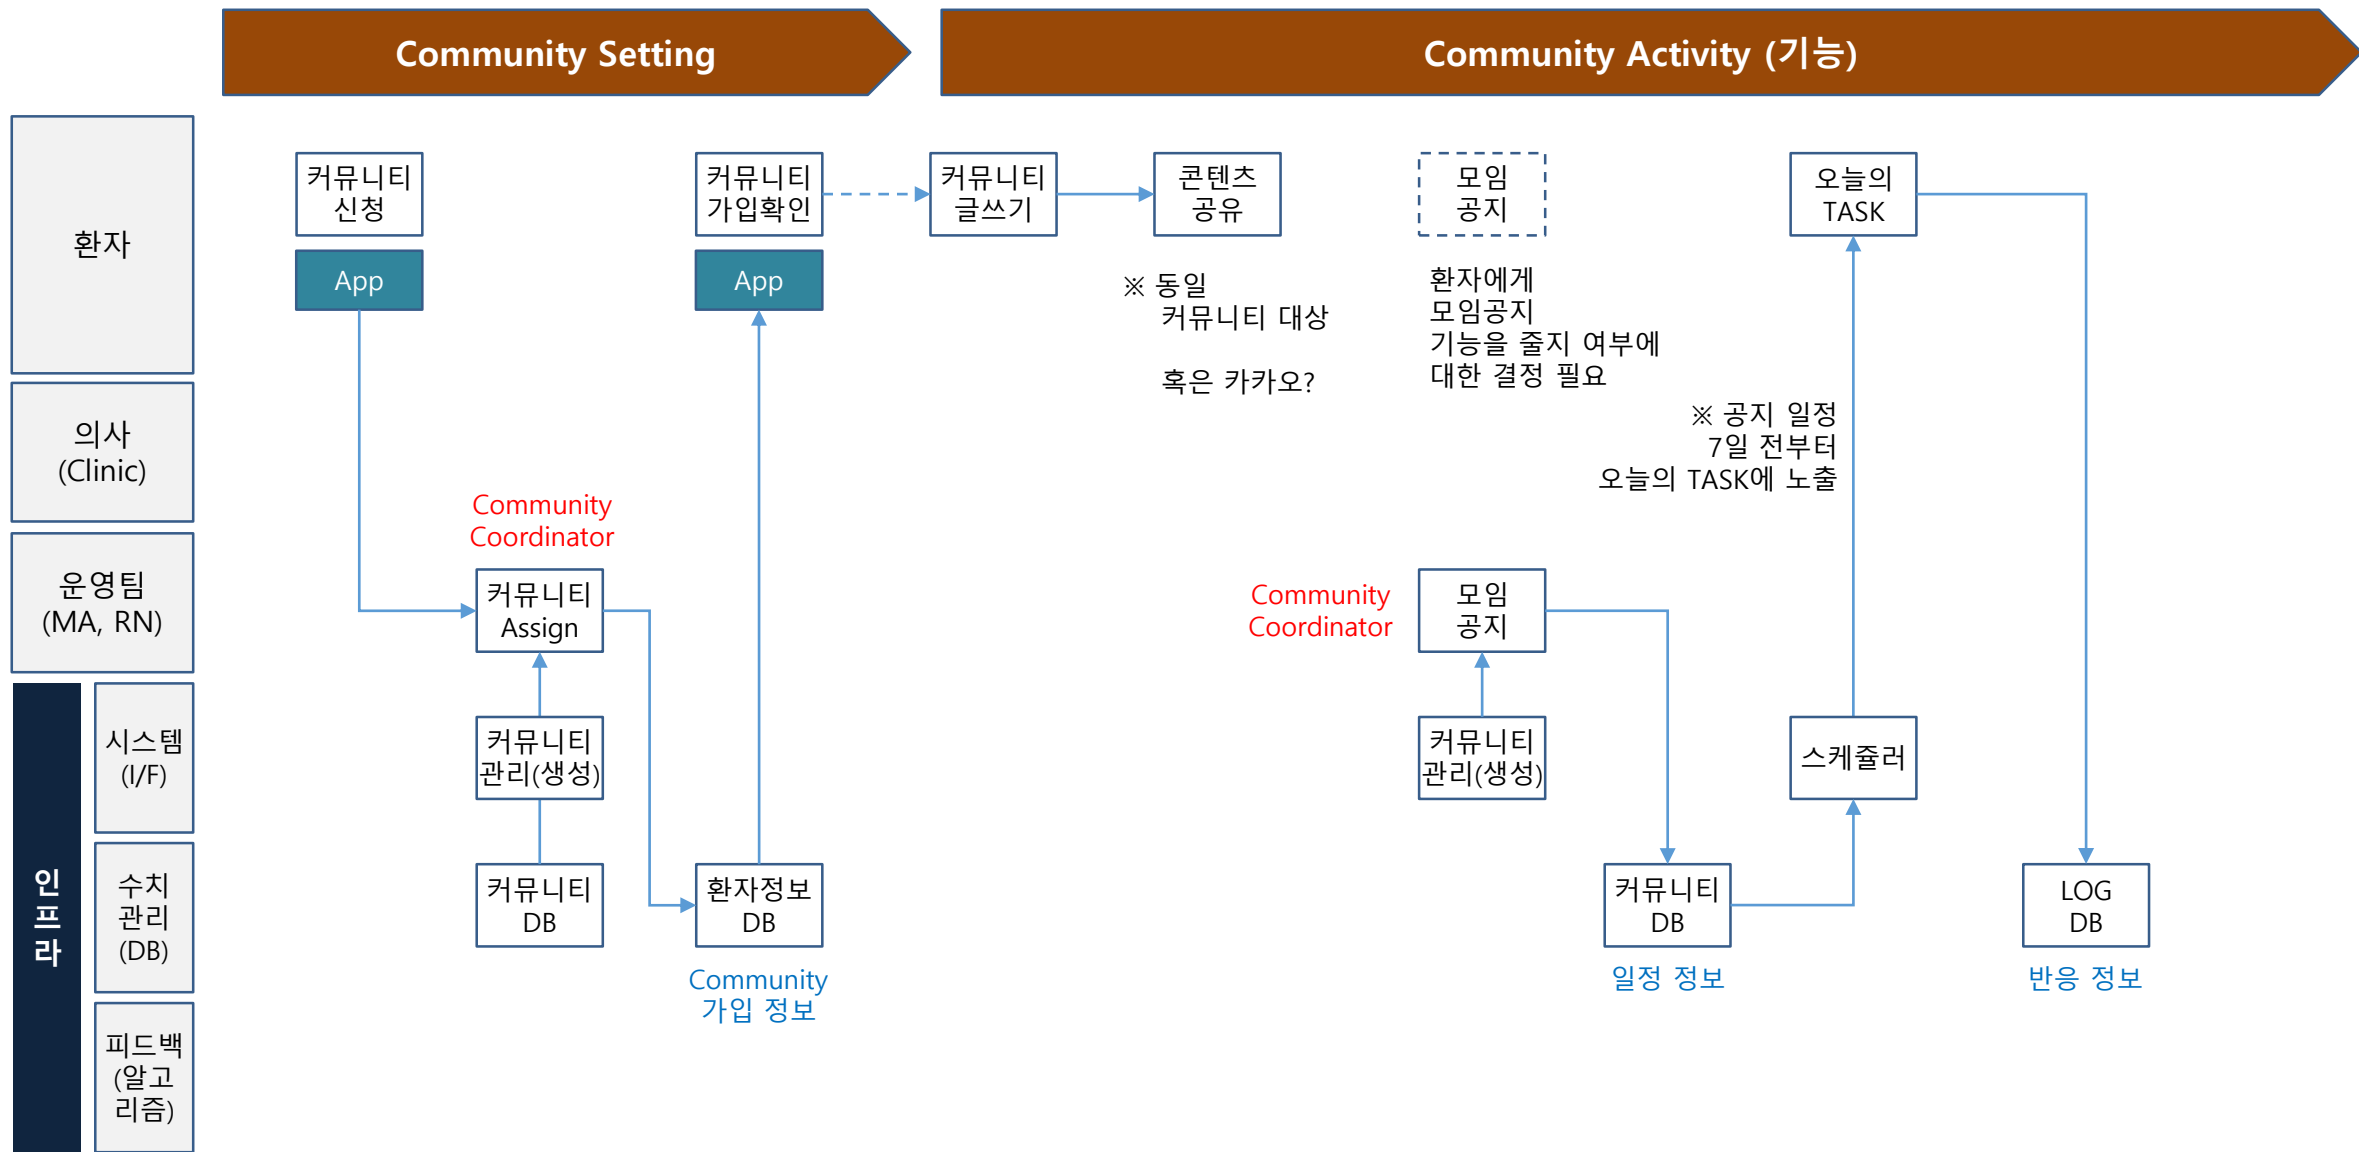 Community Setting
Community Activity (기능)
환자
커뮤니티
신청
App
커뮤니티
가입확인
App
커뮤니티
글쓰기
콘텐츠
공유
※ 동일
커뮤니티 대상
혹은 카카오?
모임
공지
환자에게
모임공지
기능을 줄지 여부에
대한 결정 필요
오늘의
TASK
의사
(Clinic)
※ 공지 일정
7일 전부터
오늘의 TASK에 노출
운영팀
(MA, RN)
Community
Coordinator
커뮤니티
Assign
Community
Coordinator
모임
공지
인
프
라
시스템
(I/F)
커뮤니티
관리(생성)
커뮤니티
관리(생성)
스케쥴러
수치
관리
(DB)
커뮤니티
DB
환자정보
DB
Community
가입 정보
커뮤니티
DB
일정 정보
LOG
DB
반응 정보
피드백
(알고
리즘)